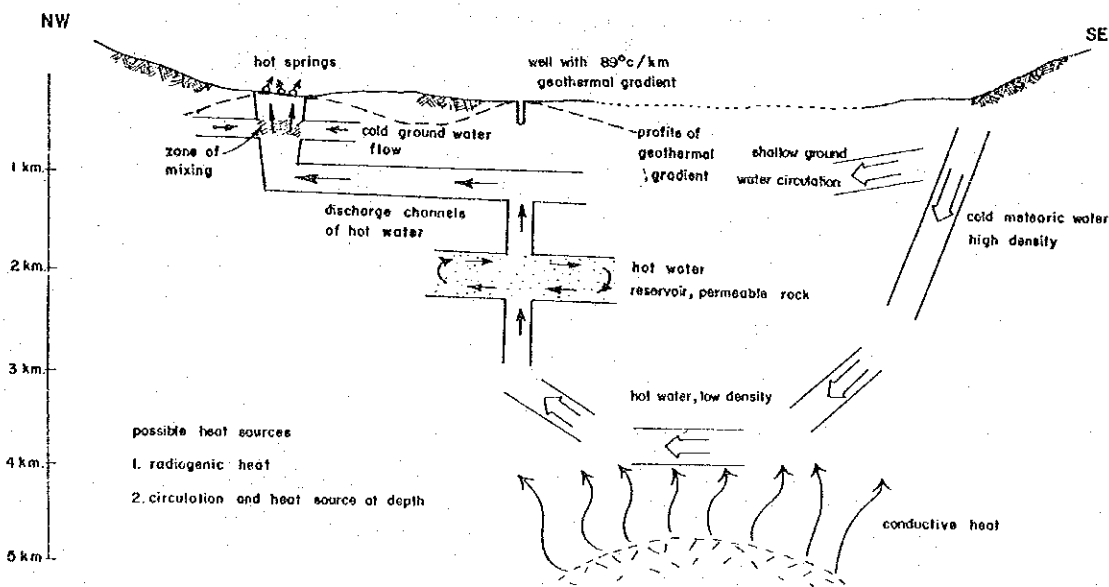 NW
SE
hot springs
well with 89°c/km
geothermal gradient
cold ground water
flow
zone of
mixing
profile of
geothermal
gradient
shallow ground
water circulation
1 km.
discharge channels
of hot water
cold meteoric water
high density
2 km.
hot water
reservoir, permeable rock
3 km.
hot water, low density
possible heat sources
4 km.
1. radiogenic heat
2. circulation and heat source at depth
conductive heat
5 km.